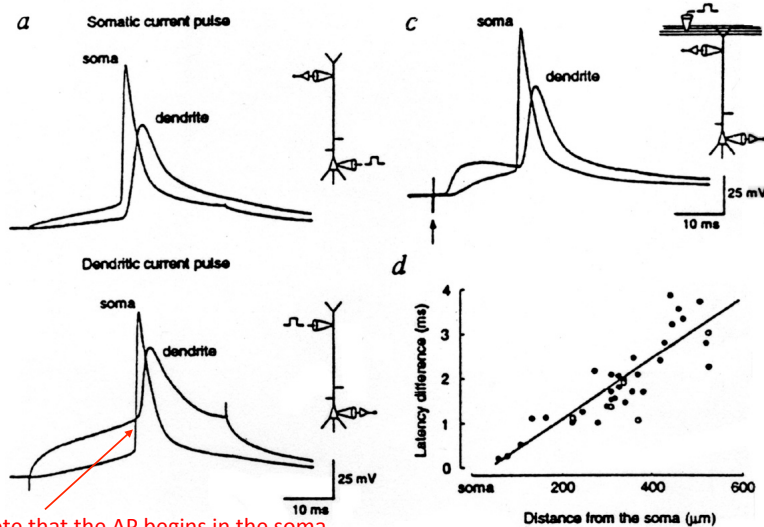 a
Somatic current pulse
soma
dendrite
Dendritic current pulse
soma
dendrite
25 mV
10 ms
te that the AP begins in the soma
c
soma
dendrite
25 mV
10 ms
d
Latency difference (ms)
4
3
2
1
0
soma
200
400
600
Distance from the soma (μm)